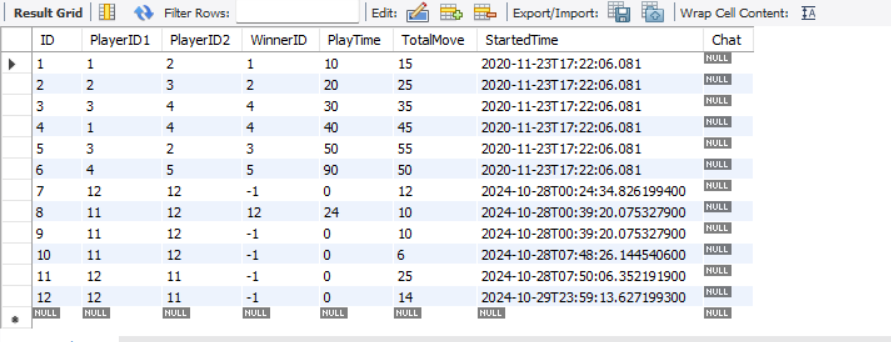 Result Grid Filter Rows: Edit: Export/Import: Wrap Cell Content: IA
ID PlayerID1 PlayerID2 WinnerID PlayTime TotalMove StartedTime Chat
1 1 2 1 10 15 2020-11-23T17:22:06.081 NULL
2 2 3 2 20 25 2020-11-23T17:22:06.081 NULL
3 3 4 4 30 35 2020-11-23T17:22:06.081 NULL
4 1 4 4 40 45 2020-11-23T17:22:06.081 NULL
5 3 2 3 50 55 2020-11-23T17:22:06.081 NULL
6 4 5 5 90 50 2020-11-23T17:22:06.081 NULL
7 12 12 -1 0 12 2024-10-28T00:24:34.826199400 NULL
8 11 12 12 24 10 2024-10-28T00:39:20.075327900 NULL
9 11 12 -1 0 10 2024-10-28T00:39:20.075327900 NULL
10 11 12 -1 0 6 2024-10-28T07:48:26.144540600 NULL
11 12 11 -1 0 25 2024-10-28T07:50:06.352191900 NULL
12 12 11 -1 0 14 2024-10-29T23:59:13.627199300 NULL
NULL NULL NULL NULL NULL NULL NULL NULL